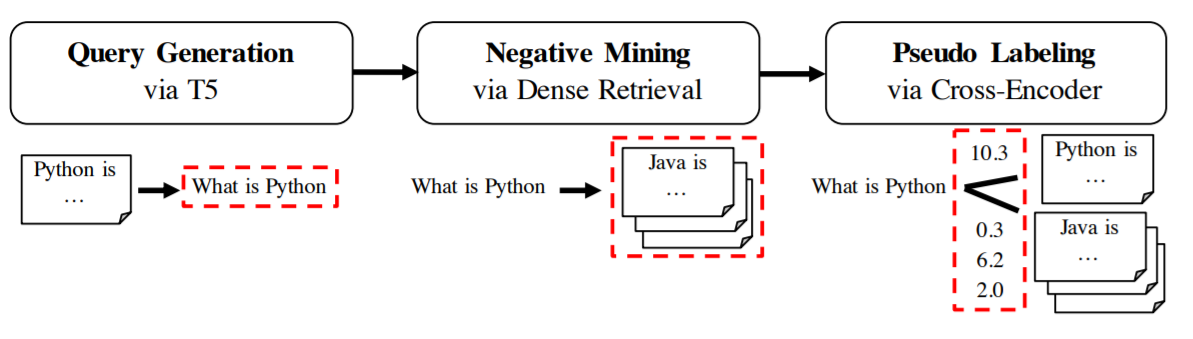 Query Generation
via T5
Negative Mining
via Dense Retrieval
Pseudo Labeling
via Cross-Encoder
Python is
...
What is Python
What is Python
Java is
...
What is Python
10.3
0.3
6.2
2.0
Python is
...
Java is
...